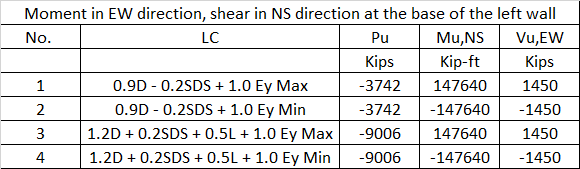 Moment in EW direction, shear in NS direction at the base of the left wall
No. LC Pu Mu,NS Vu,EW
Kips Kip-ft Kips
1 0.9D - 0.2SDS + 1.0 Ey Max -3742 147640 1450
2 0.9D - 0.2SDS + 1.0 Ey Min -3742 -147640 -1450
3 1.2D + 0.2SDS + 0.5L + 1.0 Ey Max -9006 147640 1450
4 1.2D + 0.2SDS + 0.5L + 1.0 Ey Min -9006 -147640 -1450